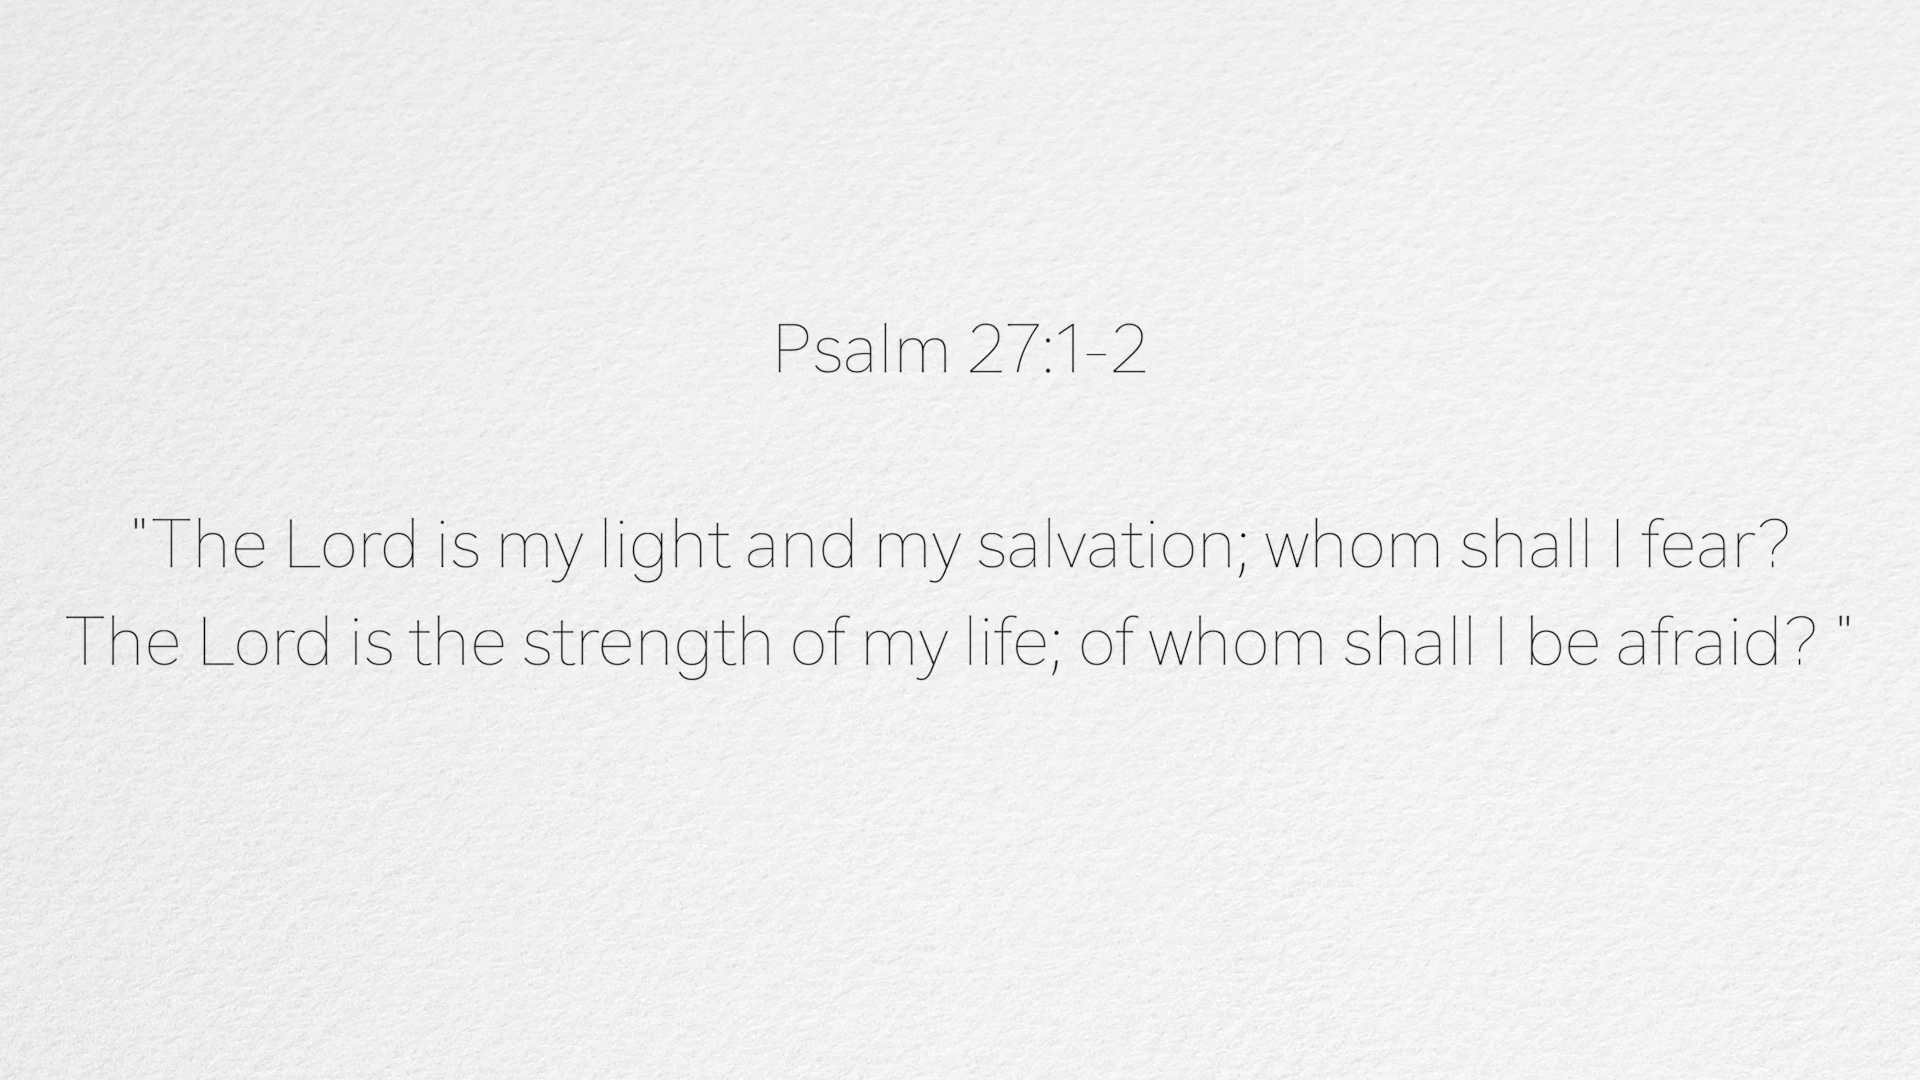 Psalm 27:1-2
"The Lord is my light and my salvation; whom shall I fear?
The Lord is the strength of my life; of whom shall I be afraid? "